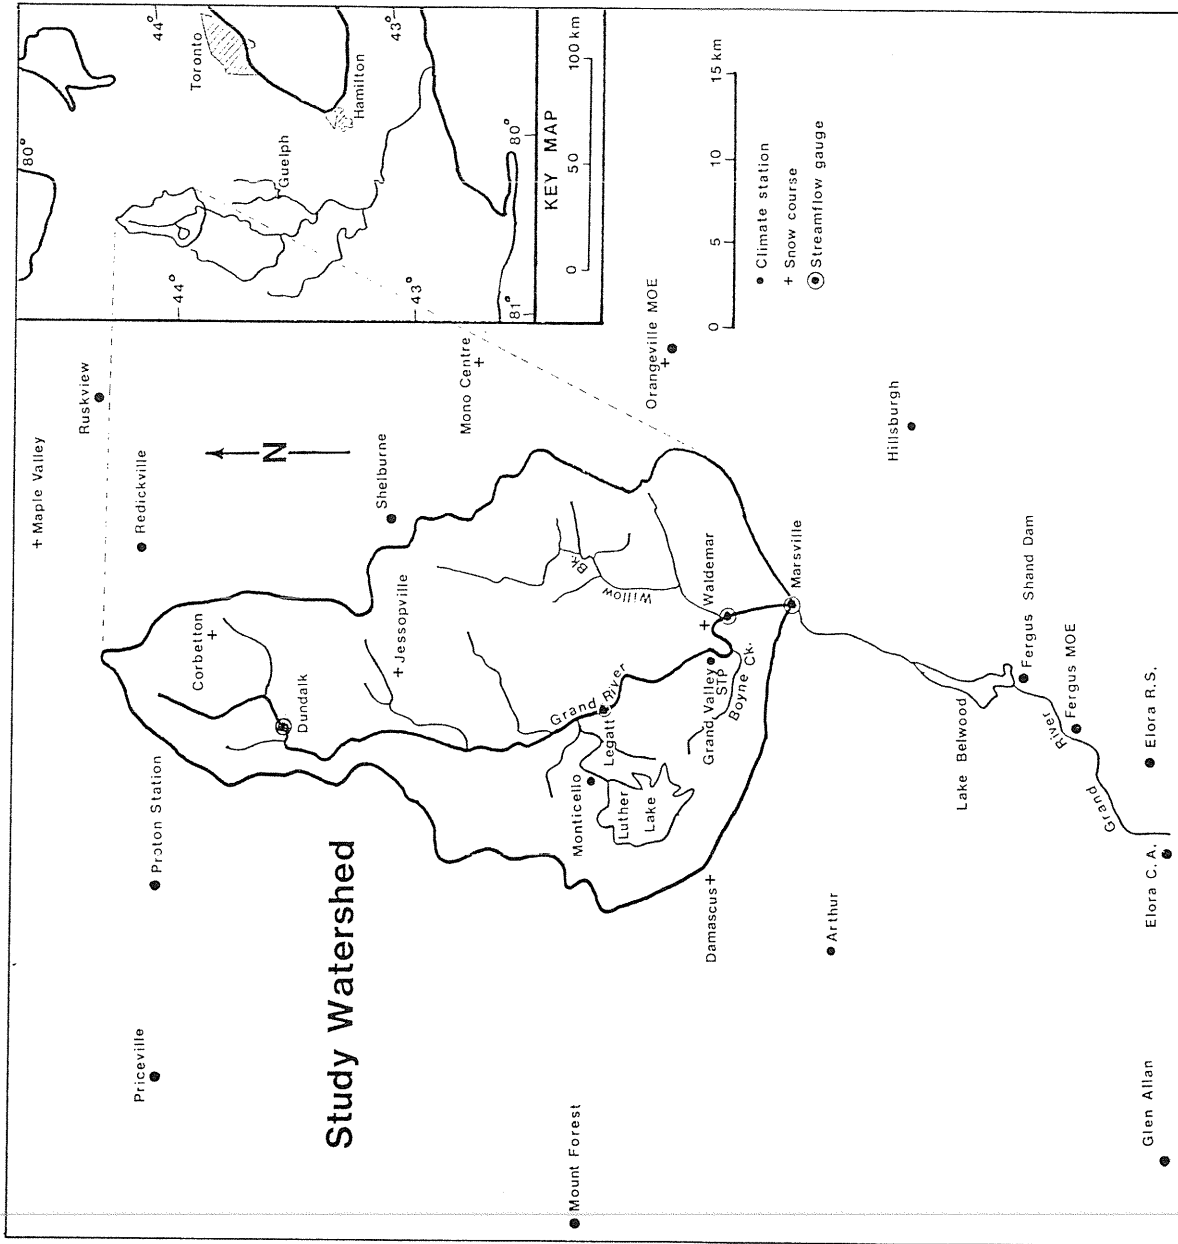 Study Watershed
Priceville
Proton Station
Maple Valley
Ruskview
Redickville
Corbetton
Dundalk
Shelburne
Jessopville
N
Mono Centre
Orangeville MOE
Grand River
Legatt
Monticello
Luther
Lake
Willow
Bk.
Waldemar
Grand Valley
STP
Boyne Ck.
Marsville
Damascus
Arthur
Mount Forest
Hillsburgh
Fergus Shand Dam
Lake Belwood
Fergus MOE
Grand River
Elora R.S.
Elora C. A.
Glen Allan
80°
44°
Toronto
43°
Hamilton
Guelph
44°
43°
81°
80°
KEY MAP
0 50 100 km
0 5 10 15 km
Climate station
Snow course
Streamflow gauge